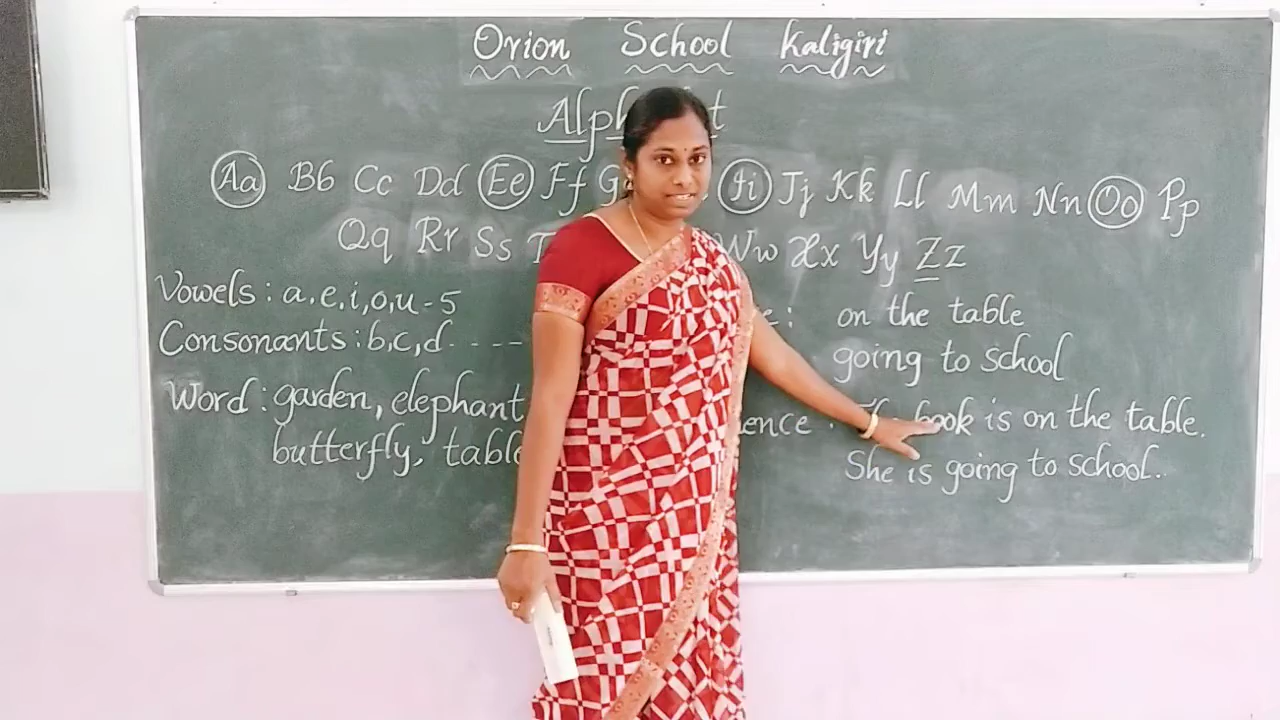 Orion School Kaligiri
Aa Bb Cc Dd Ee Ff Ii Jj Kk Ll Mm Nn Oo Pp
Qq Rr Ss Ww Xx Yy Zz
Vowels : a, e, i, o, u - 5
Consonants : b, c, d - - - -
Word : garden, elephant
butterfly, table
on the table
going to school
book is on the table.
She is going to school.